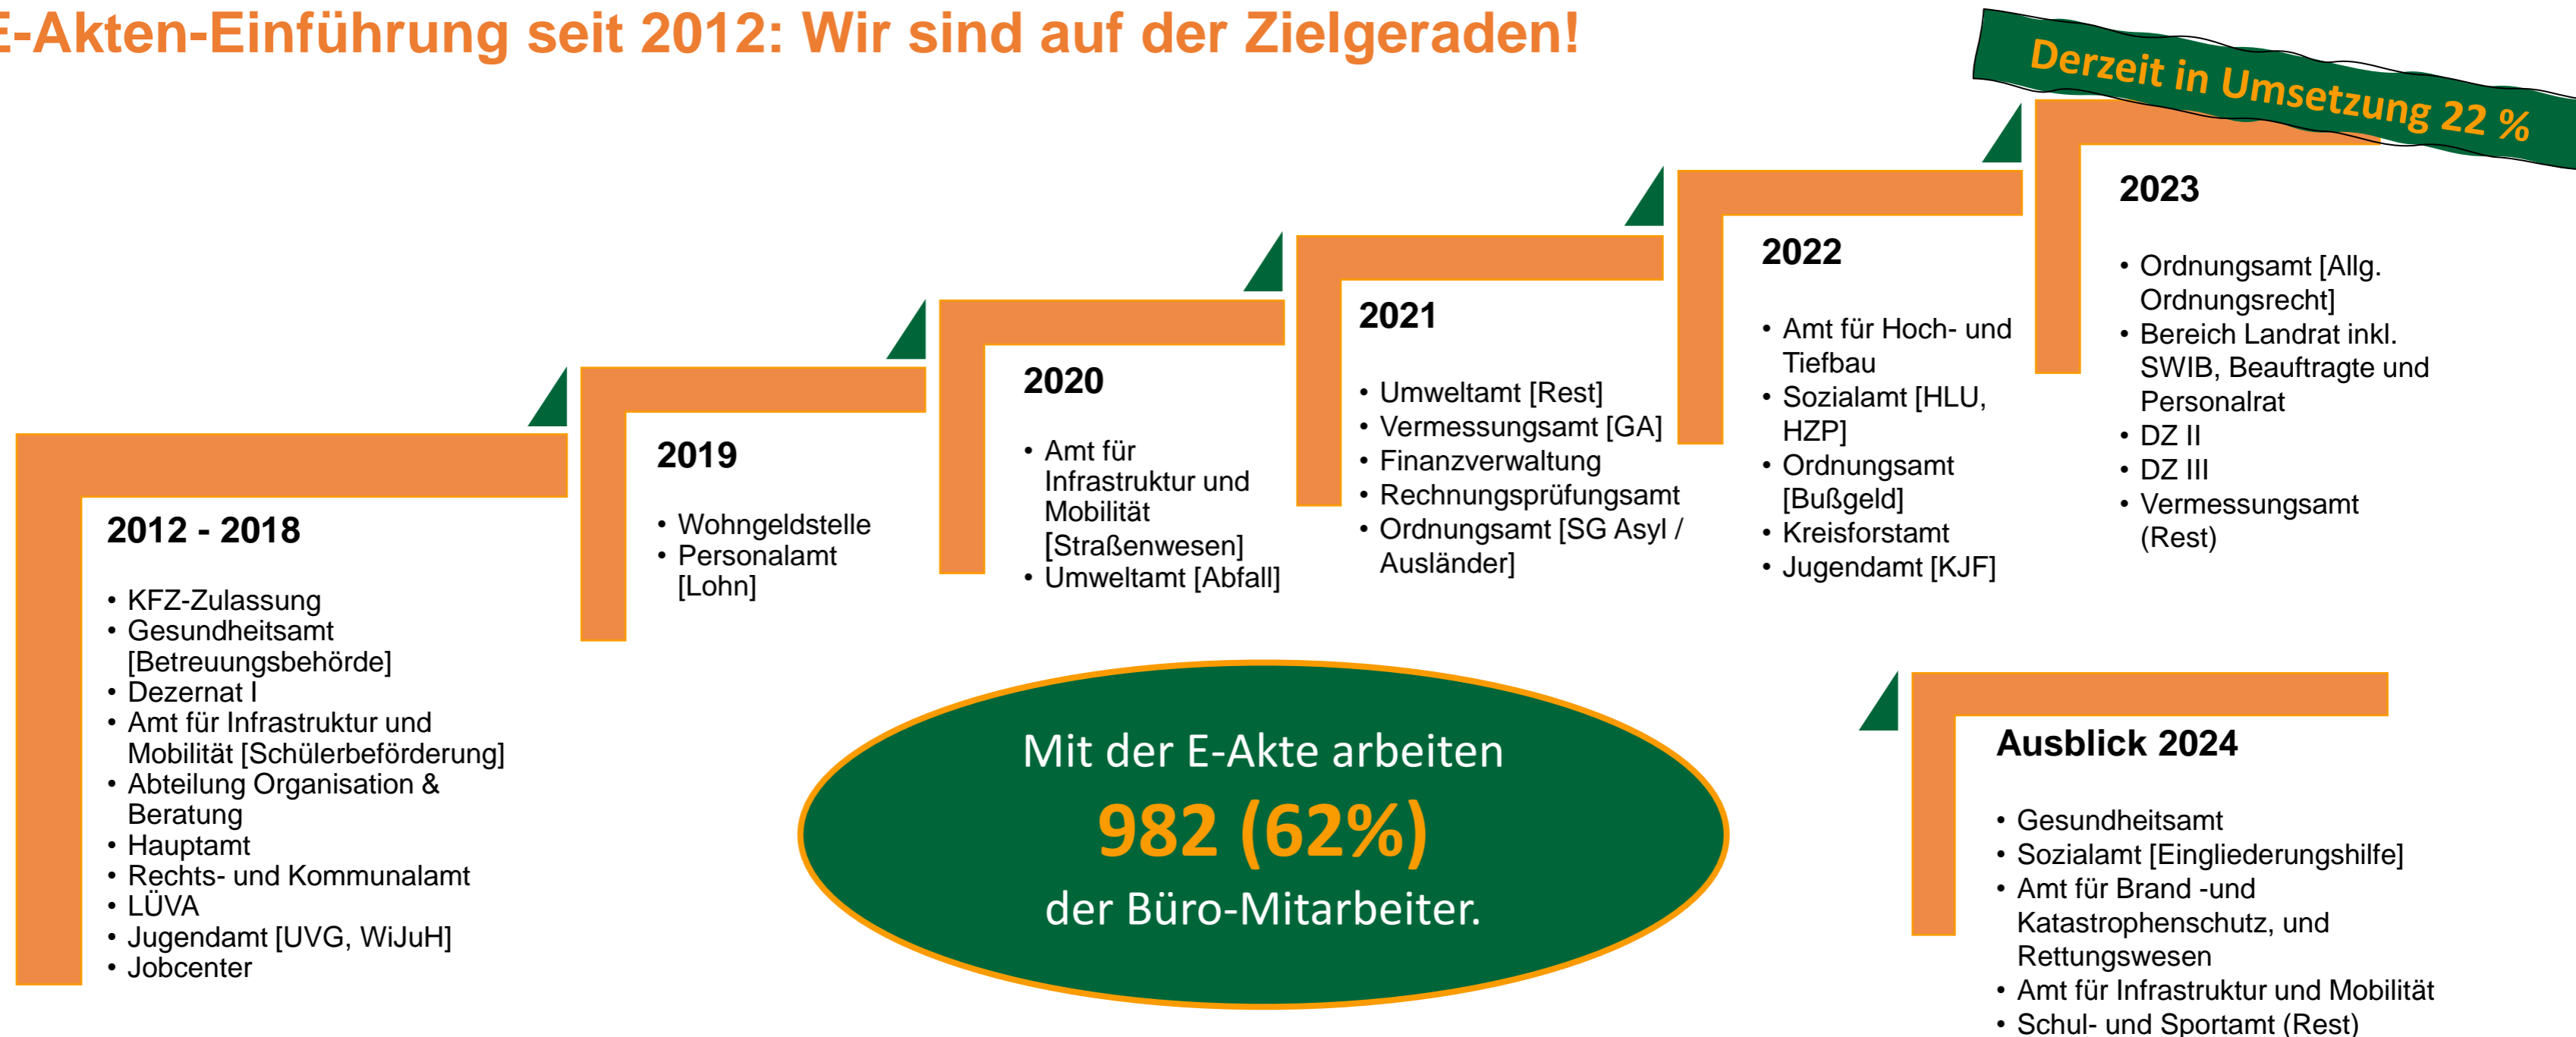 E-Akten-Einführung seit 2012: Wir sind auf der Zielgeraden!
Derzeit in Umsetzung 22 %
2012 - 2018
• KFZ-Zulassung
• Gesundheitsamt
[Betreuungsbehörde]
• Dezernat I
• Amt für Infrastruktur und
Mobilität [Schülerbeförderung]
• Abteilung Organisation &
Beratung
• Hauptamt
• Rechts- und Kommunalamt
• LÜVA
• Jugendamt [UVG, WiJuH]
• Jobcenter
2019
• Wohngeldstelle
• Personalamt
[Lohn]
2020
• Amt für
Infrastruktur und
Mobilität
[Straßenwesen]
• Umweltamt [Abfall]
2021
• Umweltamt [Rest]
• Vermessungsamt [GA]
• Finanzverwaltung
• Rechnungsprüfungsamt
• Ordnungsamt [SG Asyl /
Ausländer]
2022
• Amt für Hoch- und
Tiefbau
• Sozialamt [HLU,
HZP]
• Ordnungsamt
[Bußgeld]
• Kreisforstamt
• Jugendamt [KJF]
2023
• Ordnungsamt [Allg.
Ordnungsrecht]
• Bereich Landrat inkl.
SWIB, Beauftragte und
Personalrat
• DZ II
• DZ III
• Vermessungsamt
(Rest)
Mit der E-Akte arbeiten
982 (62%)
der Büro-Mitarbeiter.
Ausblick 2024
• Gesundheitsamt
• Sozialamt [Eingliederungshilfe]
• Amt für Brand -und
Katastrophenschutz, und
Rettungswesen
• Amt für Infrastruktur und Mobilität
• Schul- und Sportamt (Rest)